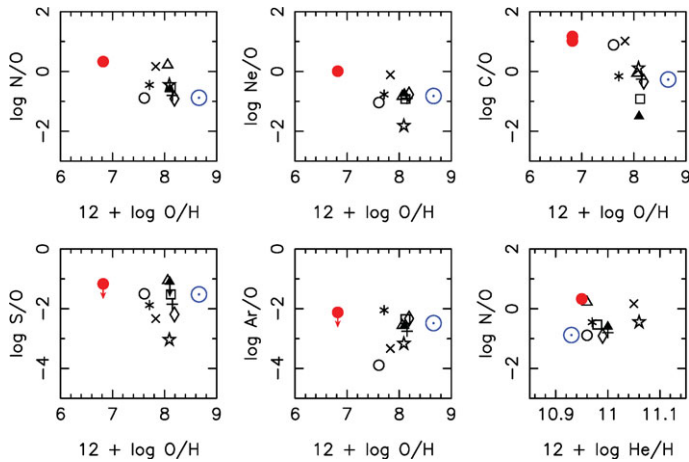 2
0
−2
log N/O
6 7 8 9
12 + log O/H
2
0
−2
log Ne/O
6 7 8 9
12 + log O/H
2
0
−2
log C/O
6 7 8 9
12 + log O/H
0
−2
−4
log S/O
6 7 8 9
12 + log O/H
0
−2
−4
log Ar/O
6 7 8 9
12 + log O/H
2
0
−2
log N/O
10.9 11 11.1
12 + log He/H